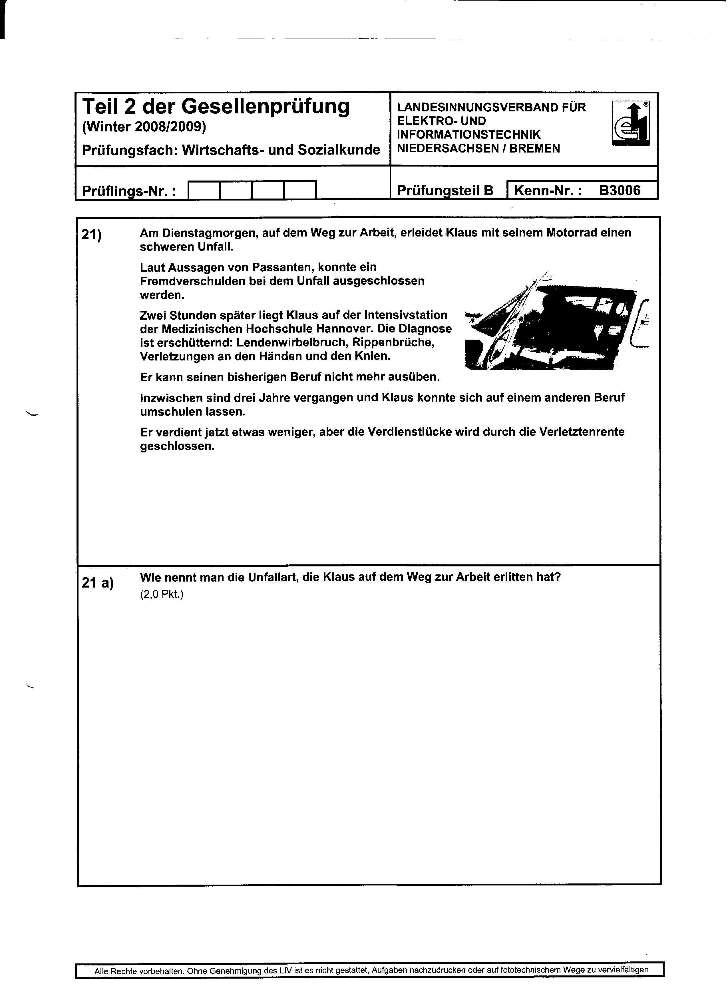 Teil 2 der Gesellenprüfung
(Winter 2008/2009)
Prüfungsfach: Wirtschafts- und Sozialkunde
LANDESINNUNGSVERBAND FÜR
ELEKTRO- UND
INFORMATIONSTECHNIK
NIEDERSACHSEN / BREMEN
®
Prüflings-Nr. :
Prüfungsteil B
Kenn-Nr. : B3006
21) Am Dienstagmorgen, auf dem Weg zur Arbeit, erleidet Klaus mit seinem Motorrad einen
schweren Unfall.
Laut Aussagen von Passanten, konnte ein
Fremdverschulden bei dem Unfall ausgeschlossen
werden.
Zwei Stunden später liegt Klaus auf der Intensivstation
der Medizinischen Hochschule Hannover. Die Diagnose
ist erschütternd: Lendenwirbelbruch, Rippenbrüche,
Verletzungen an den Händen und den Knien.
Er kann seinen bisherigen Beruf nicht mehr ausüben.
Inzwischen sind drei Jahre vergangen und Klaus konnte sich auf einem anderen Beruf
umschulen lassen.
Er verdient jetzt etwas weniger, aber die Verdienstlücke wird durch die Verletztenrente
geschlossen.
21 a) Wie nennt man die Unfallart, die Klaus auf dem Weg zur Arbeit erlitten hat?
(2,0 Pkt.)
Alle Rechte vorbehalten. Ohne Genehmigung des LIV ist es nicht gestattet, Aufgaben nachzudrucken oder auf fototechnischem Wege zu vervielfältigen